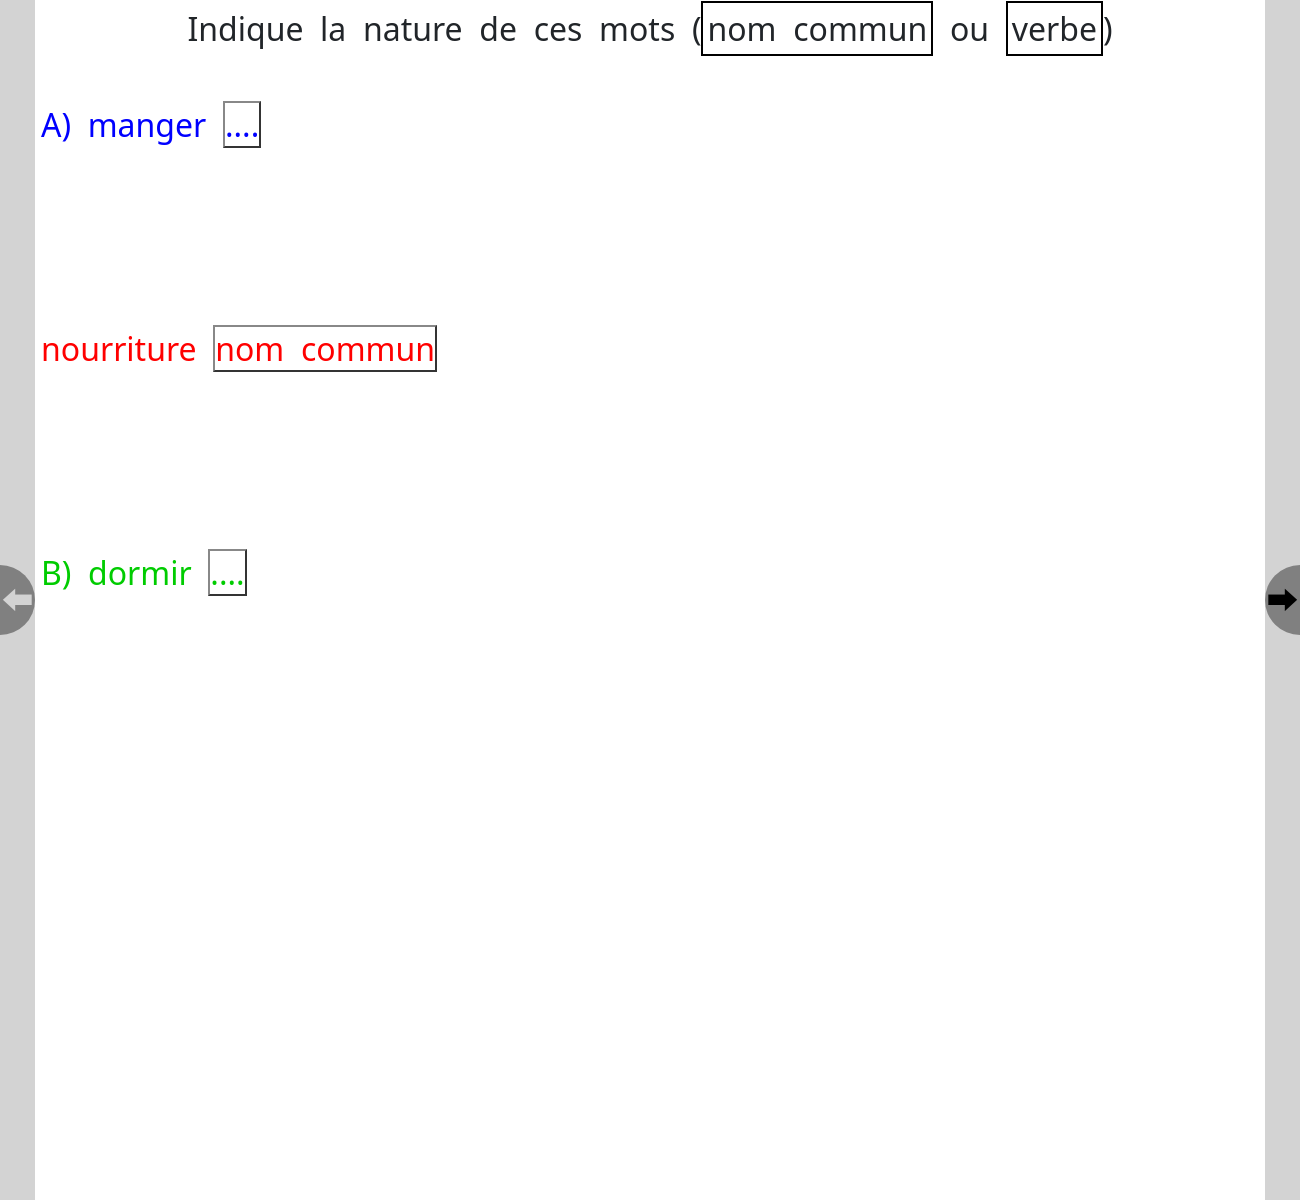 Indique la nature de ces mots (nom commun ou verbe)
A) manger ....
nourriture nom commun
B) dormir ....